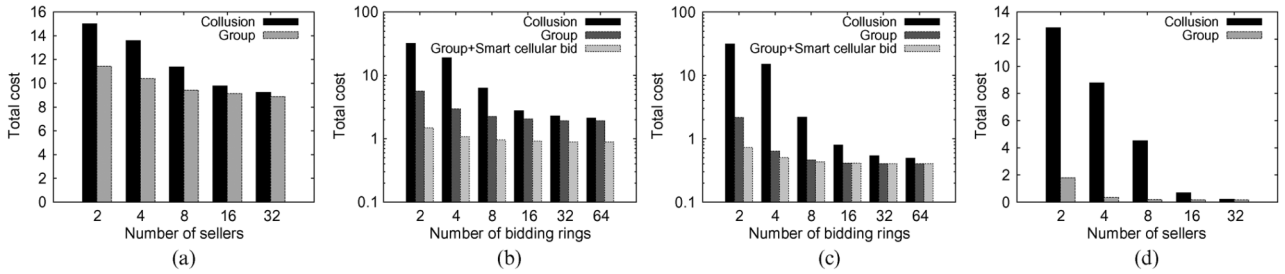 Total cost
16
14
12
10
8
6
4
2
0
Collusion
Group
2 4 8 16 32
Number of sellers
(a)
Total cost
100
10
1
0.1
Collusion
Group
Group+Smart cellular bid
2 4 8 16 32 64
Number of bidding rings
(b)
Total cost
100
10
1
0.1
Collusion
Group
Group+Smart cellular bid
2 4 8 16 32 64
Number of bidding rings
(c)
Total cost
14
12
10
8
6
4
2
0
Collusion
Group
2 4 8 16 32
Number of sellers
(d)